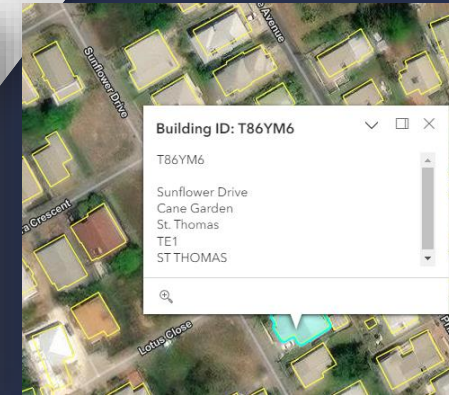 Avenue
Sunflower Drive
Building ID: T86YM6
T86YM6
Sunflower Drive
Cane Garden
St. Thomas
TE1
ST THOMAS
Crescent
Lotus Close